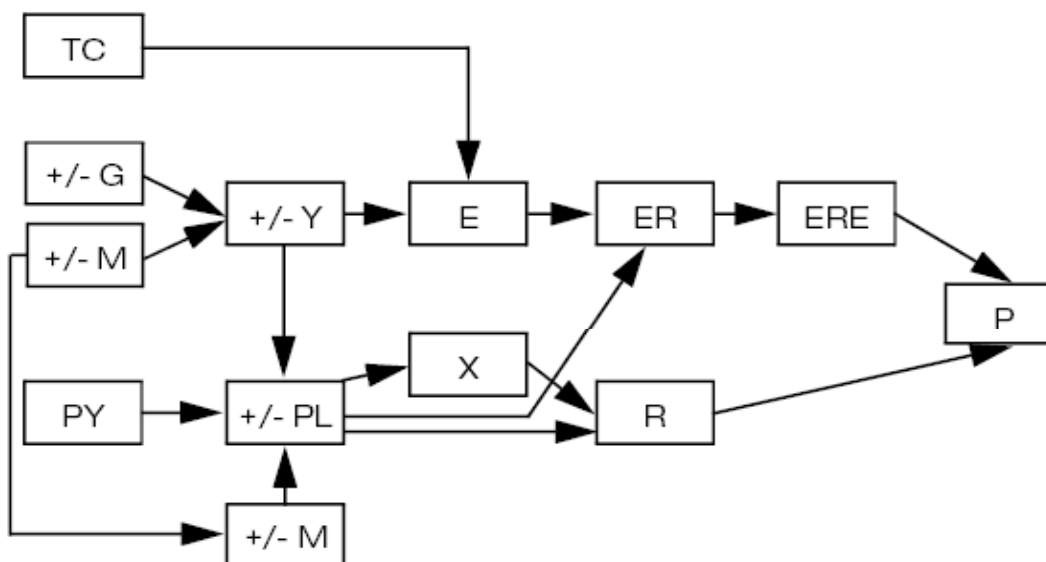 TC
+/- G
+/- Y
E
ER
ERE
+/- M
P
X
PY
+/- PL
R
+/- M